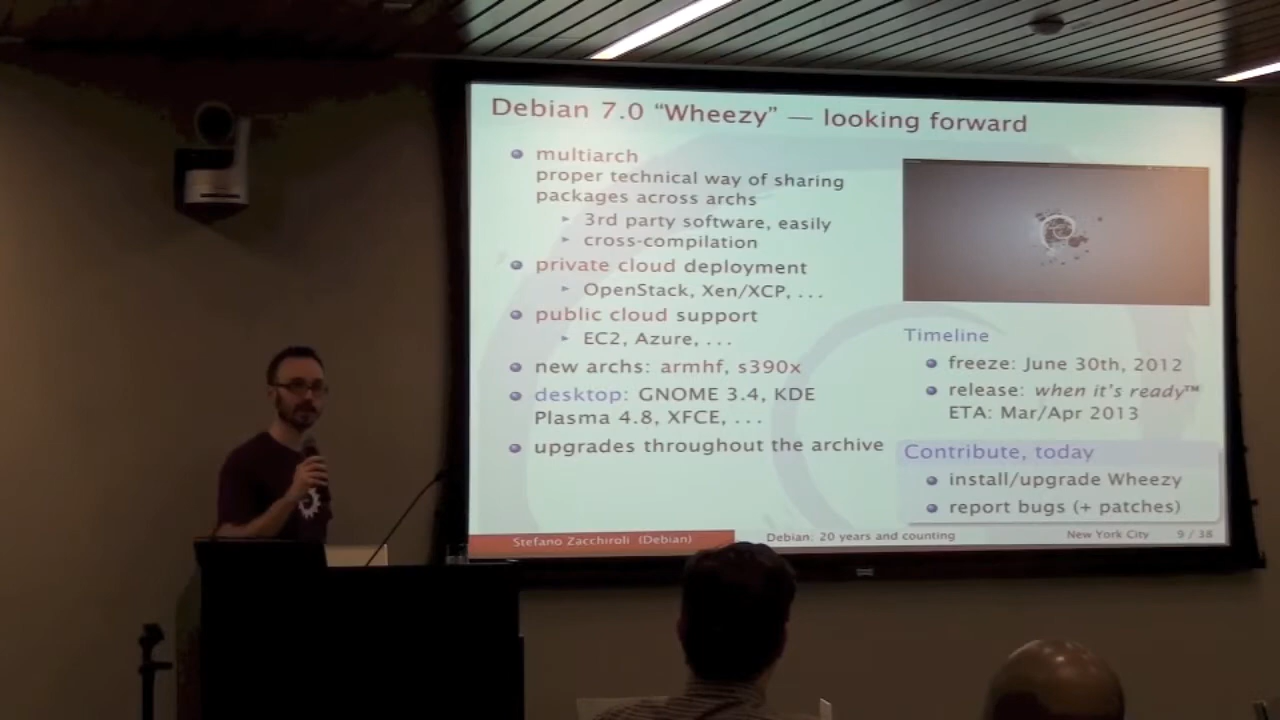 Debian 7.0 “Wheezy” — looking forward
multiarch
proper technical way of sharing
packages across archs
3rd party software, easily
cross-compilation
private cloud deployment
OpenStack, Xen/XCP, ...
public cloud support
EC2, Azure, ...
new archs: armhf, s390x
desktop: GNOME 3.4, KDE
Plasma 4.8, XFCE, ...
upgrades throughout the archive
Timeline
freeze: June 30th, 2012
release: when it's ready™
ETA: Mar/Apr 2013
Contribute, today
install/upgrade Wheezy
report bugs (+ patches)
Stefano Zacchiroli (Debian)
Debian: 20 years and counting
New York City
9 / 38